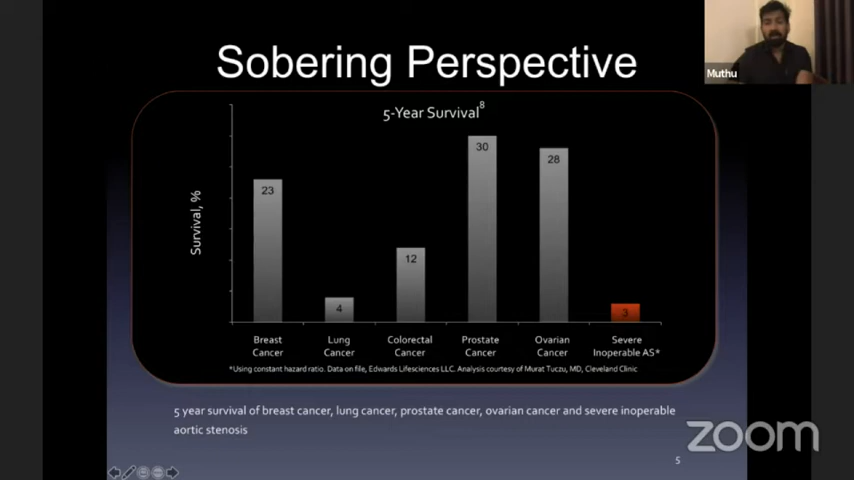 Sobering Perspective
Muthu
5-Year Survival8
Survival, %
23
4
12
30
28
3
Breast Cancer
Lung Cancer
Colorectal Cancer
Prostate Cancer
Ovarian Cancer
Severe Inoperable AS*
*Using constant hazard ratio. Data on file, Edwards Lifesciences LLC. Analysis courtesy of Murat Tuczu, MD, Cleveland Clinic
5 year survival of breast cancer, lung cancer, prostate cancer, ovarian cancer and severe inoperable
aortic stenosis
zoom
5